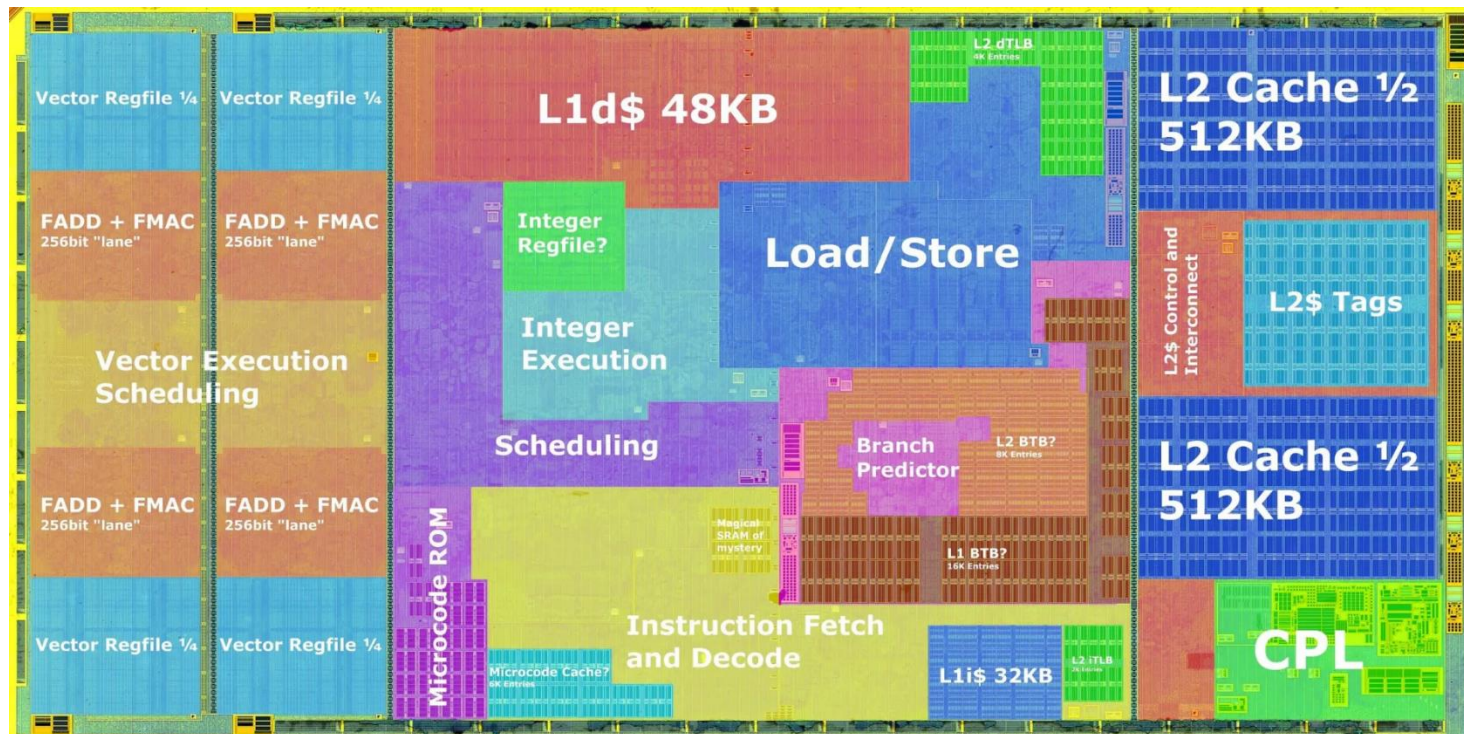 Vector Regfile ¼
Vector Regfile ¼
FADD + FMAC
256bit "lane"
FADD + FMAC
256bit "lane"
Vector Execution
Scheduling
FADD + FMAC
256bit "lane"
FADD + FMAC
256bit "lane"
Vector Regfile ¼
Vector Regfile ¼
L1d$ 48KB
L2 dTLB
4K Entries
Integer
Regfile?
Load/Store
Integer
Execution
Scheduling
Branch
Predictor
L2 BTB?
8K Entries
Magical
SRAM of
mystery
L1 BTB?
16K Entries
Microcode ROM
Instruction Fetch
and Decode
Microcode Cache?
6K Entries
L1i$ 32KB
L2 iTLB
2k Entries
L2 Cache ½
512KB
L2$ Control and
Interconnect
L2$ Tags
L2 Cache ½
512KB
CPL